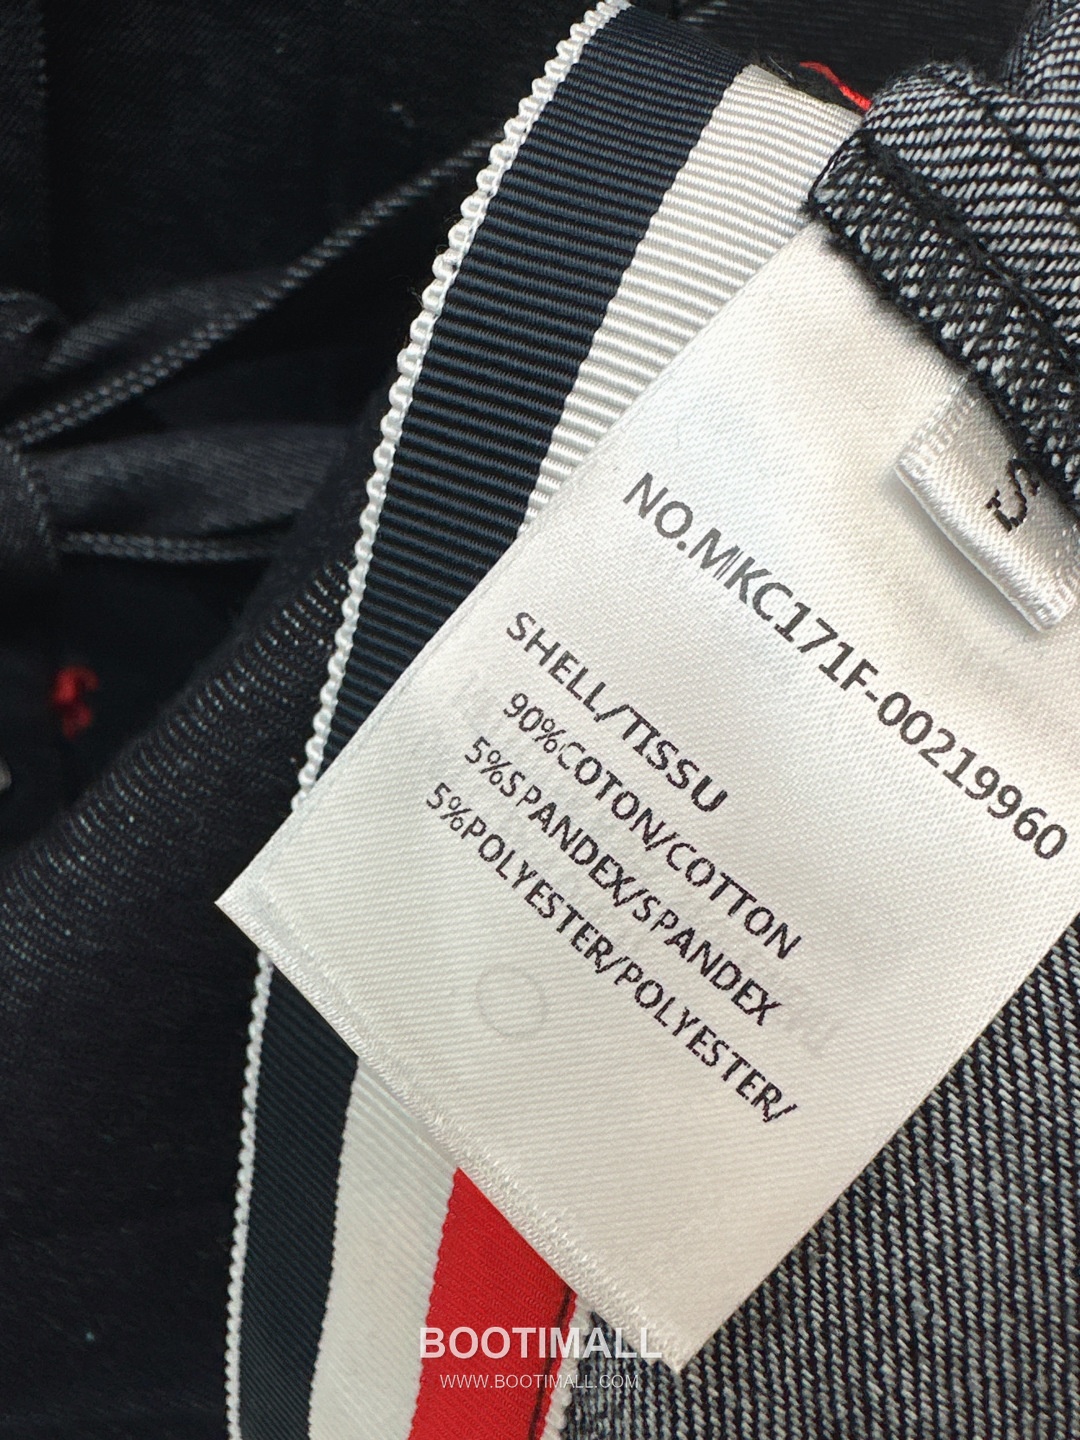 S
NO.MKC171F-00219960
SHELL/TISSU
90%COTON/COTTON
5%SPANDEX/SPANDEX
5%POLYESTER/POLYESTER/
BOOTIMALL
WWW.BOOTIMALL.COM